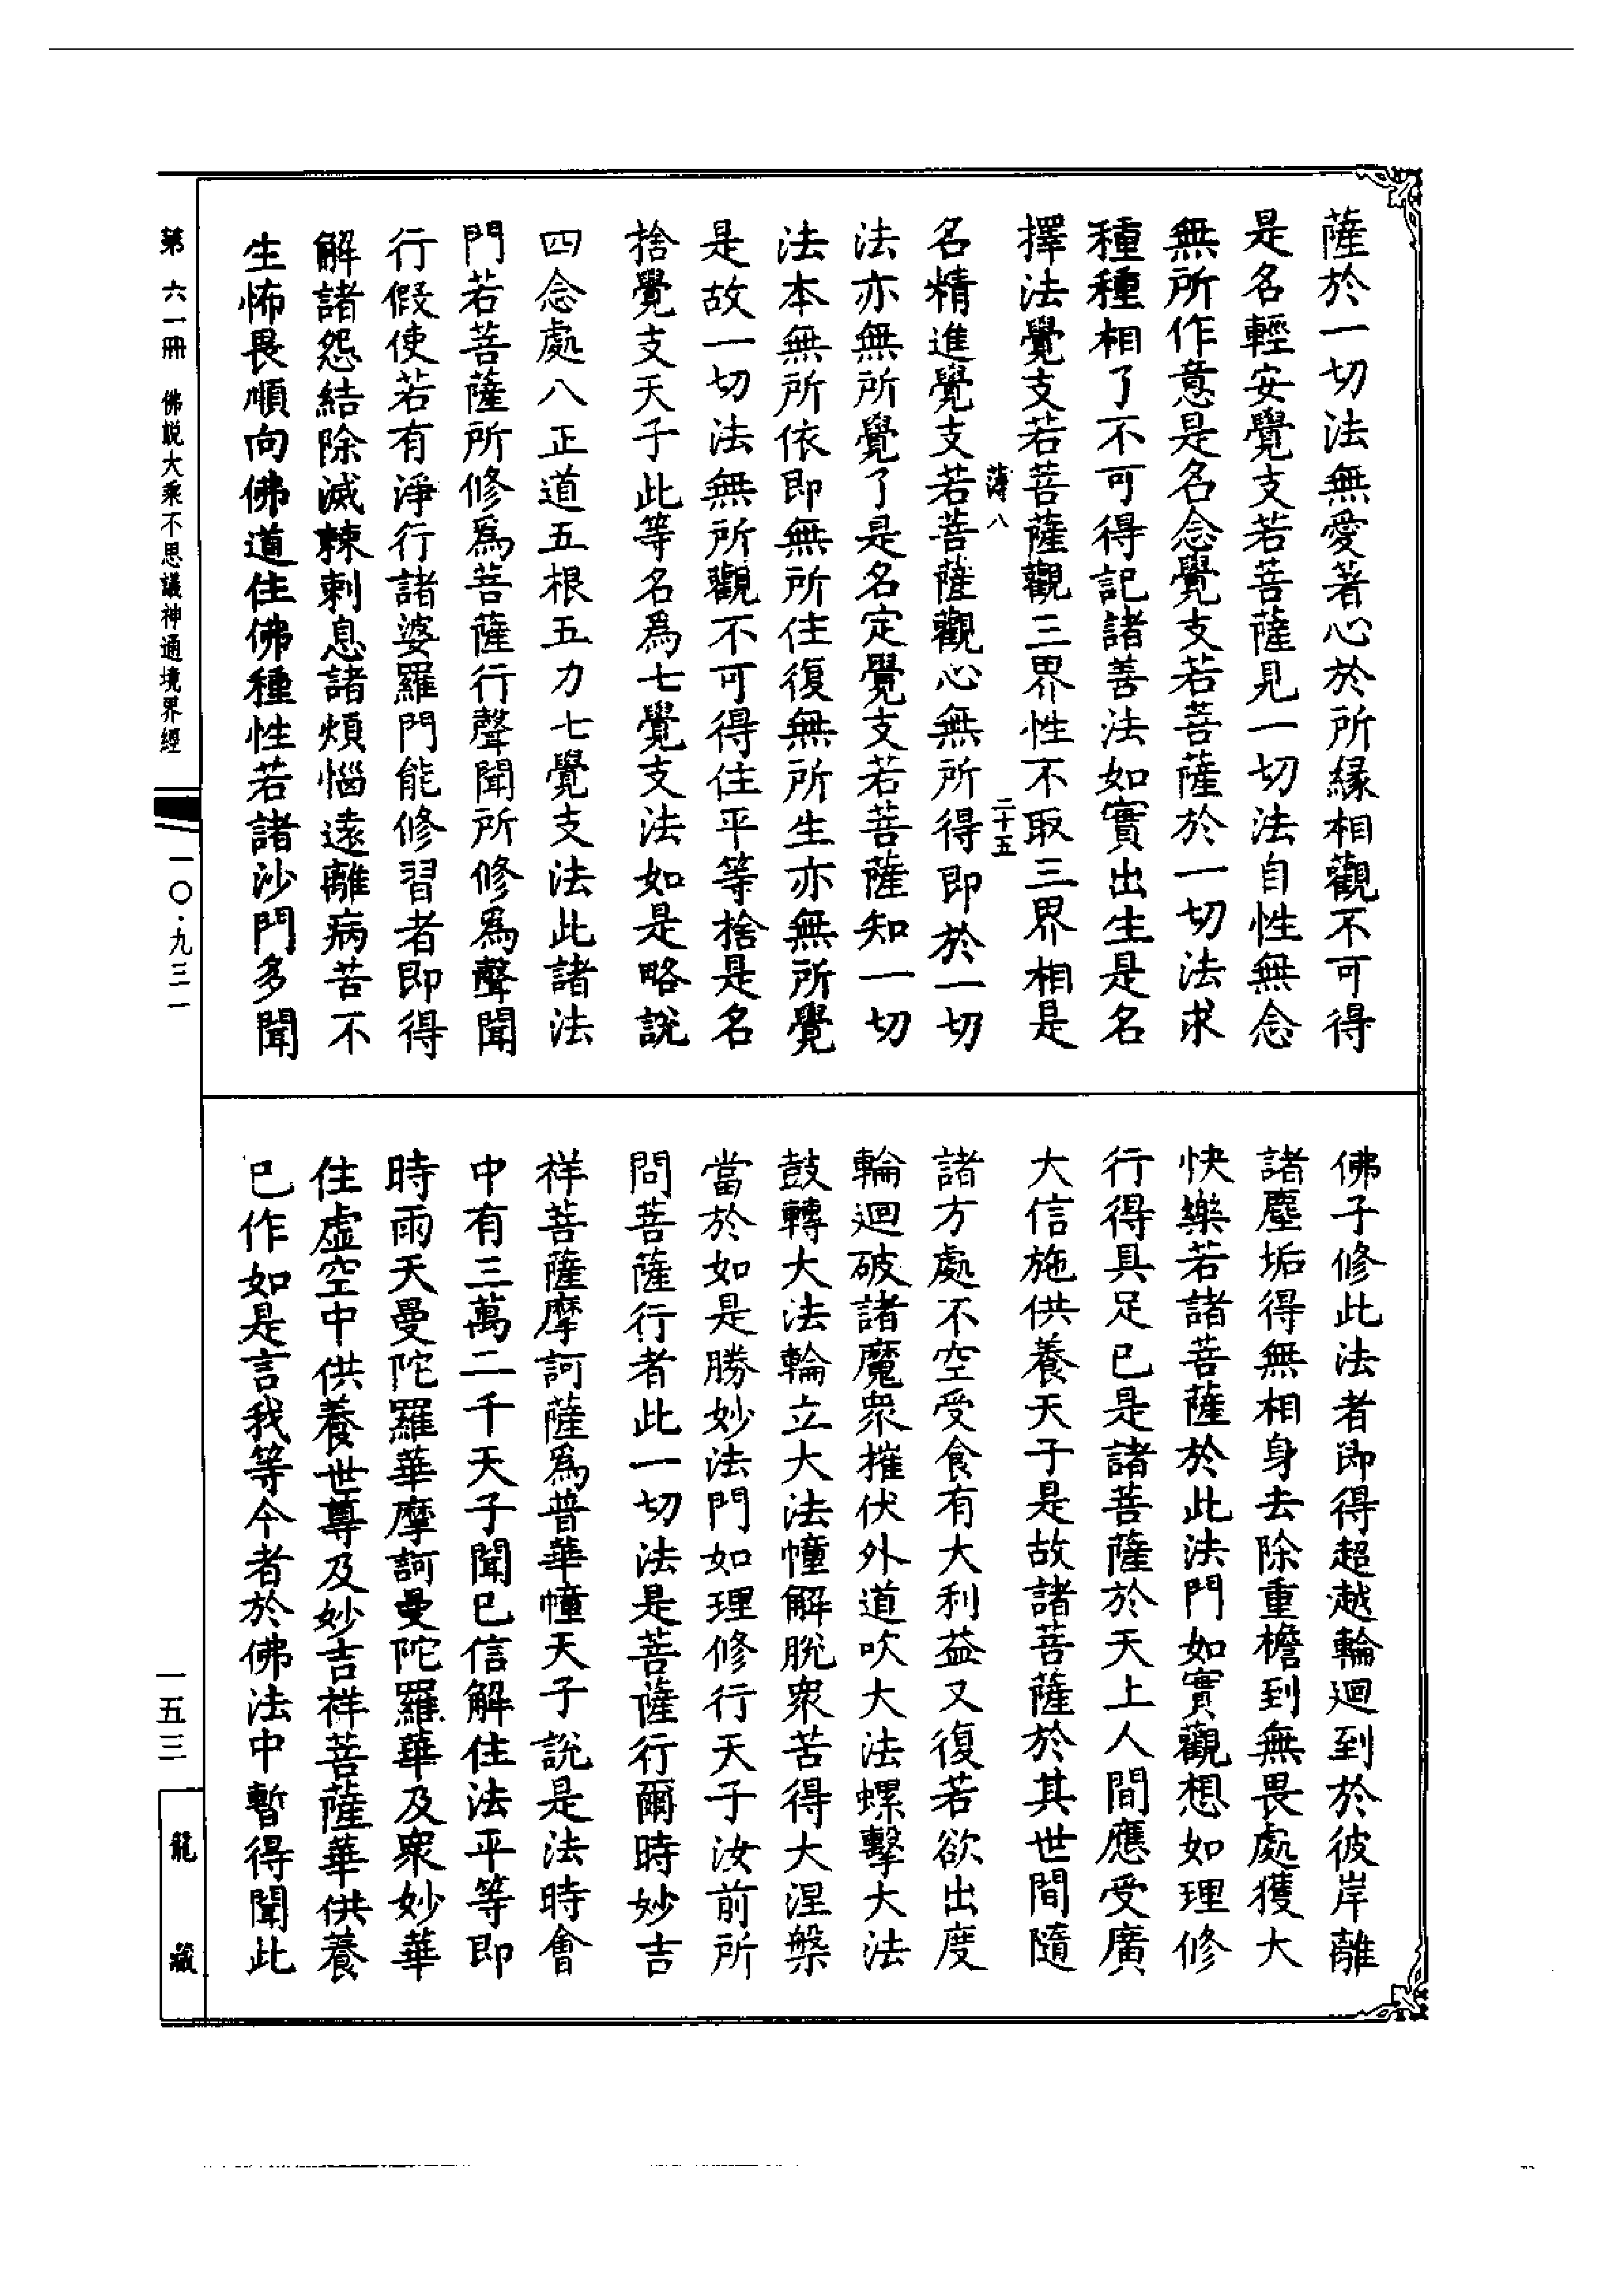 薩於一切法無愛著心於所緣相觀不可得
是名輕安覺支若菩薩見一切法自性無念
無所作意是名念覺支若菩薩於一切法求
種種相了不可得記諸善法如實出生是名
擇法覺支若菩薩觀三界性不取三界相是
薄八 二十五
名精進覺支若菩薩觀心無所得即於一切
法亦無所覺了是名定覺支若菩薩知一切
法本無所依即無所住復無所生亦無所覺
是故一切法無所觀不可得住平等捨是名
捨覺支天子此等名爲七覺支法如是略說
四念處八正道五根五力七覺支法此諸法
門若菩薩所修爲菩薩行聲聞所修爲聲聞
行假使若有淨行諸婆羅門能修習者即得
解諸怨結除滅棘刺息諸煩惱遠離病苦不
生怖畏順向佛道住佛種性若諸沙門多聞
佛子修此法者即得超越輪迴到於彼岸離
諸塵垢得無相身去除重檐到無畏處獲大
快樂若諸菩薩於此法門如實觀想如理修
行得具足已是諸菩薩於天上人間應受廣
大信施供養天子是故諸菩薩於其世間隨
諸方處不空受食有大利益又復若欲出度
輪迴破諸魔衆摧伏外道吹大法螺擊大法
鼓轉大法輪立大法幢解脫衆苦得大涅槃
當於如是勝妙法門如理修行天子汝前所
問菩薩行者此一切法是菩薩行爾時妙吉
祥菩薩摩訶薩爲普華幢天子說是法時會
中有三萬二千天子聞已信解住法平等即
時雨天曼陀羅華摩訶曼陀羅華及衆妙華
住虛空中供養世尊及妙吉祥菩薩華供養
已作如是言我等今者於佛法中暫得聞此
第六一冊 佛說大乘不思議神通境界經
一〇·九三一
一五三
龍藏